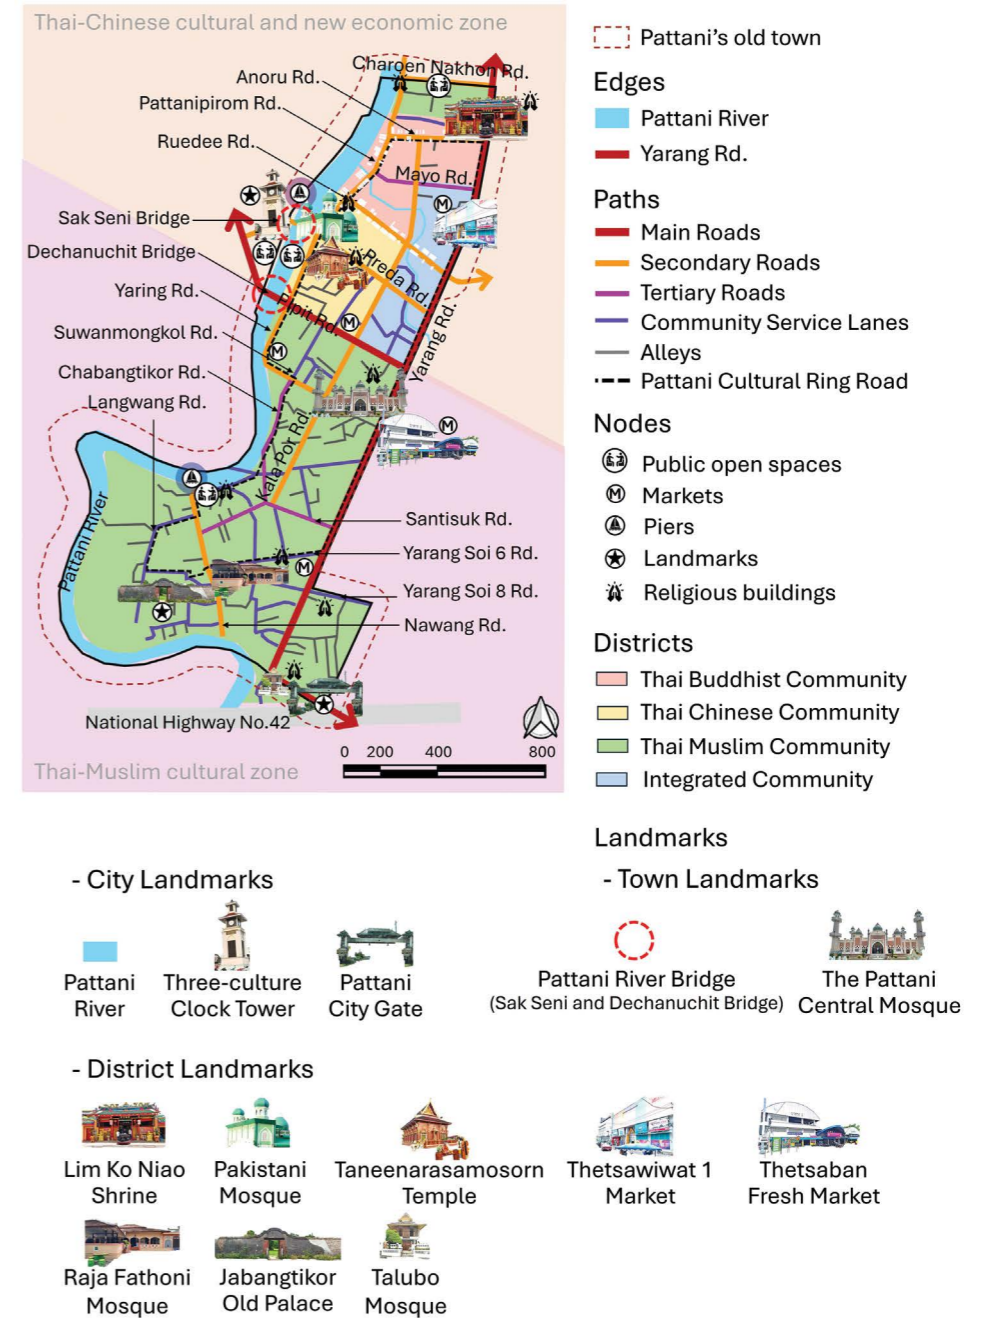 Thai-Chinese cultural and new economic zone
Charoen Nakhon Rd.
Anoru Rd.
Pattanipirom Rd.
Ruedee Rd.
Mayo Rd.
M
Sak Seni Bridge
Dechanuchit Bridge
Preeda Rd.
Yaring Rd.
Pipit Rd.
M
Suwanmongkol Rd.
M
Yarang Rd.
Chabangtikor Rd.
Langwang Rd.
M
Kala Por Rd.
Pattani River
Santisuk Rd.
Yarang Soi 6 Rd.
M
Yarang Soi 8 Rd.
Nawang Rd.
National Highway No.42
0 200 400 800
Thai-Muslim cultural zone
Pattani's old town
Edges
Pattani River
Yarang Rd.
Paths
Main Roads
Secondary Roads
Tertiary Roads
Community Service Lanes
Alleys
Pattani Cultural Ring Road
Nodes
Public open spaces
M Markets
Piers
Landmarks
Religious buildings
Districts
Thai Buddhist Community
Thai Chinese Community
Thai Muslim Community
Integrated Community
Landmarks
- City Landmarks
Pattani
River
Three-culture
Clock Tower
Pattani
City Gate
- Town Landmarks
Pattani River Bridge
(Sak Seni and Dechanuchit Bridge)
The Pattani
Central Mosque
- District Landmarks
Lim Ko Niao
Shrine
Pakistani
Mosque
Taneenarasamosorn
Temple
Thetsawiwat 1
Market
Thetsaban
Fresh Market
Raja Fathoni
Mosque
Jabangtikor
Old Palace
Talubo
Mosque